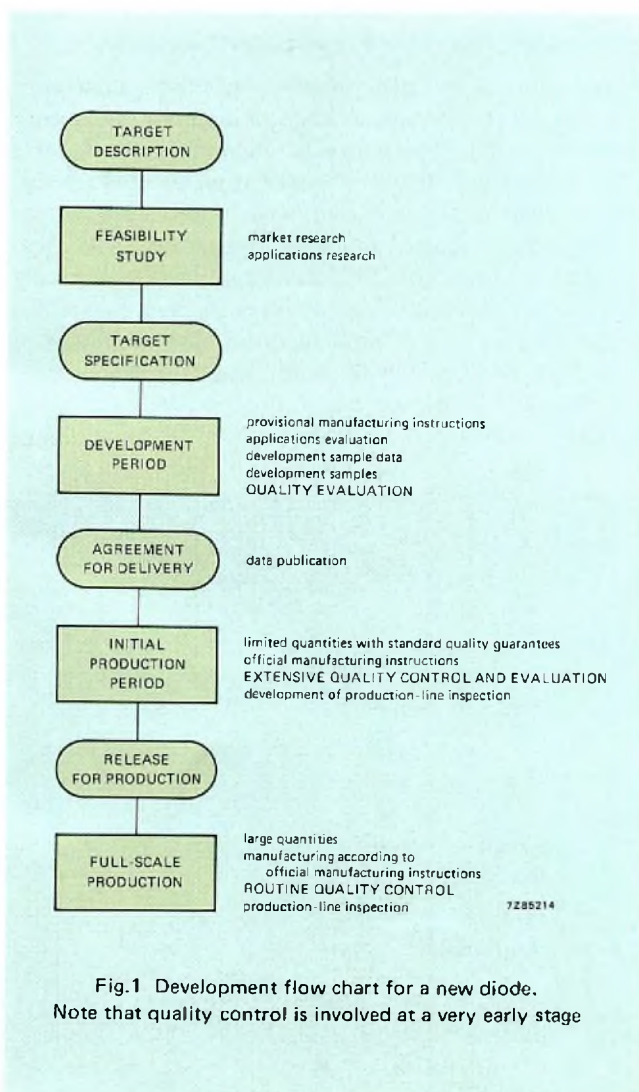 TARGET
DESCRIPTION
FEASIBILITY
STUDY
market research
applications research
TARGET
SPECIFICATION
DEVELOPMENT
PERIOD
provisional manufacturing instructions
applications evaluation
development sample data
development samples
QUALITY EVALUATION
AGREEMENT
FOR DELIVERY
data publication
INITIAL
PRODUCTION
PERIOD
limited quantities with standard quality guarantees
official manufacturing instructions
EXTENSIVE QUALITY CONTROL AND EVALUATION
development of production-line inspection
RELEASE
FOR PRODUCTION
FULL-SCALE
PRODUCTION
large quantities
manufacturing according to
official manufacturing instructions
ROUTINE QUALITY CONTROL
production-line inspection
7Z85214
Fig.1 Development flow chart for a new diode.
Note that quality control is involved at a very early stage